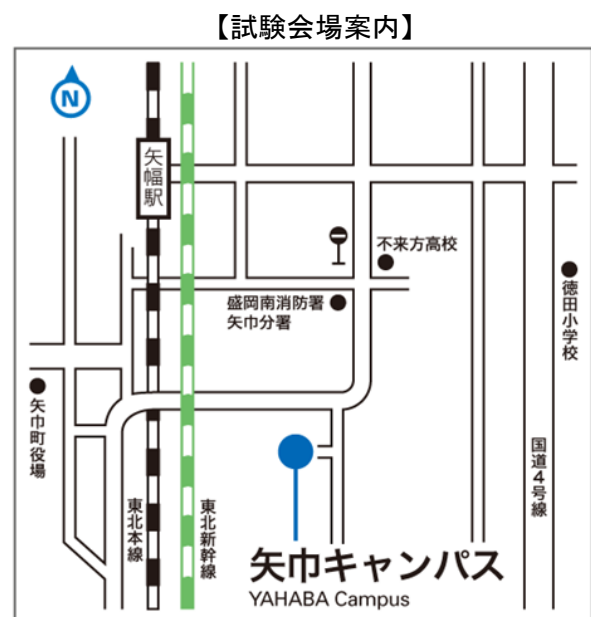 【試験会場案内】
N
矢幅駅
不来方高校
盛岡南消防署
矢巾分署
徳田小学校
矢巾町役場
国道4号線
東北本線
東北新幹線
矢巾キャンパス
YAHABA Campus